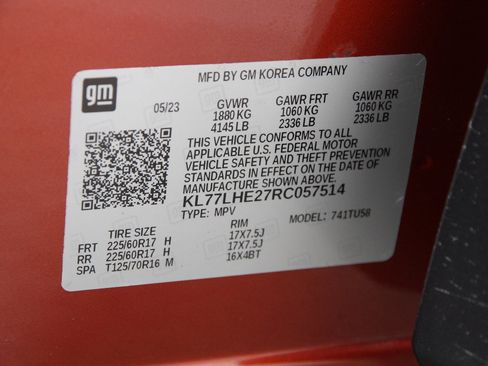 MFD BY GM KOREA COMPANY
gm
05/23 GVWR GAWR FRT GAWR RR
1880 KG 1060 KG 1060 KG
4145 LB 2336 LB 2336 LB
THIS VEHICLE CONFORMS TO ALL
APPLICABLE U.S. FEDERAL MOTOR
VEHICLE SAFETY AND THEFT PREVENTION
STANDARDS IN EFFECT ON THE DATE OF
MANUFACTURE SHOWN ABOVE.
KL77LHE27RC057514
TYPE: MPV 741TU58
TIRE SIZE RIM
FRT 225/60R17 H 17X7.5J
RR 225/60R17 H 17X7.5J
SPA T125/70R16 M 16X4BT